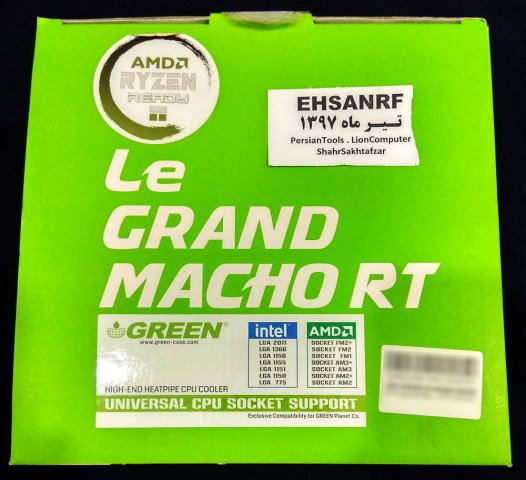 AMD
RYZEN
READY
EHSANRF
تیر ماه ۱۳۹۷
PersianTools . LionComputer
ShahrSakhtafzar
Le
GRAND
MACHO RT
GREEN®
www.green-case.com
HIGH-END HEATPIPE CPU COOLER
intel
LGA 2011
LGA 1366
LGA 1156
LGA 1155
LGA 1151
LGA 1150
LGA 775
AMD
SOCKET FM2+
SOCKET FM2
SOCKET FM1
SOCKET AM3+
SOCKET AM3
SOCKET AM2+
SOCKET AM2
UNIVERSAL CPU SOCKET SUPPORT
Exclusive Compatibility for GREEN Planet Co.